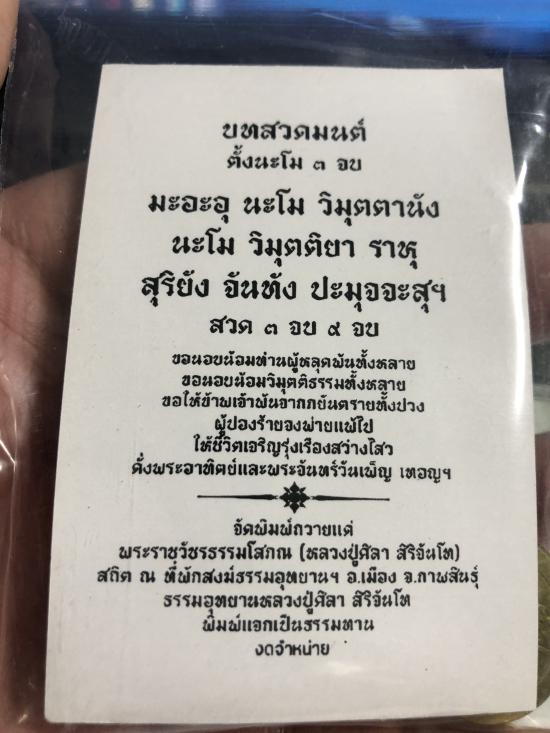 บทสวดมนต์
ตั้งนะโม ๓ จบ
มะอะอุ นะโม วิมุตตานัง
นะโม วิมุตติยา ราหุ
สุริยัง จันทัง ปะมุจจะสุฯ
สวด ๓ จบ ๙ จบ
ขอนอบน้อมท่านผู้หลุดพ้นทั้งหลาย
ขอนอบน้อมวิมุตติธรรมทั้งหลาย
ขอให้ข้าพเจ้าพ้นจากภยันตรายทั้งปวง
ผู้ปองร้ายจงพ่ายแพ้ไป
ให้ชีวิตเจริญรุ่งเรืองสว่างไสว
ดั่งพระอาทิตย์และพระจันทร์วันเพ็ญ เทอญฯ
จัดพิมพ์ถวายแด่
พระราชวัชรธรรมโสภณ (หลวงปู่ศิลา สิริจันโท)
สถิต ณ ที่พักสงฆ์ธรรมอุทยานฯ อ.เมือง จ.กาฬสินธุ์
ธรรมอุทยานหลวงปู่ศิลา สิริจันโท
พิมพ์แจกเป็นธรรมทาน
งดจำหน่าย